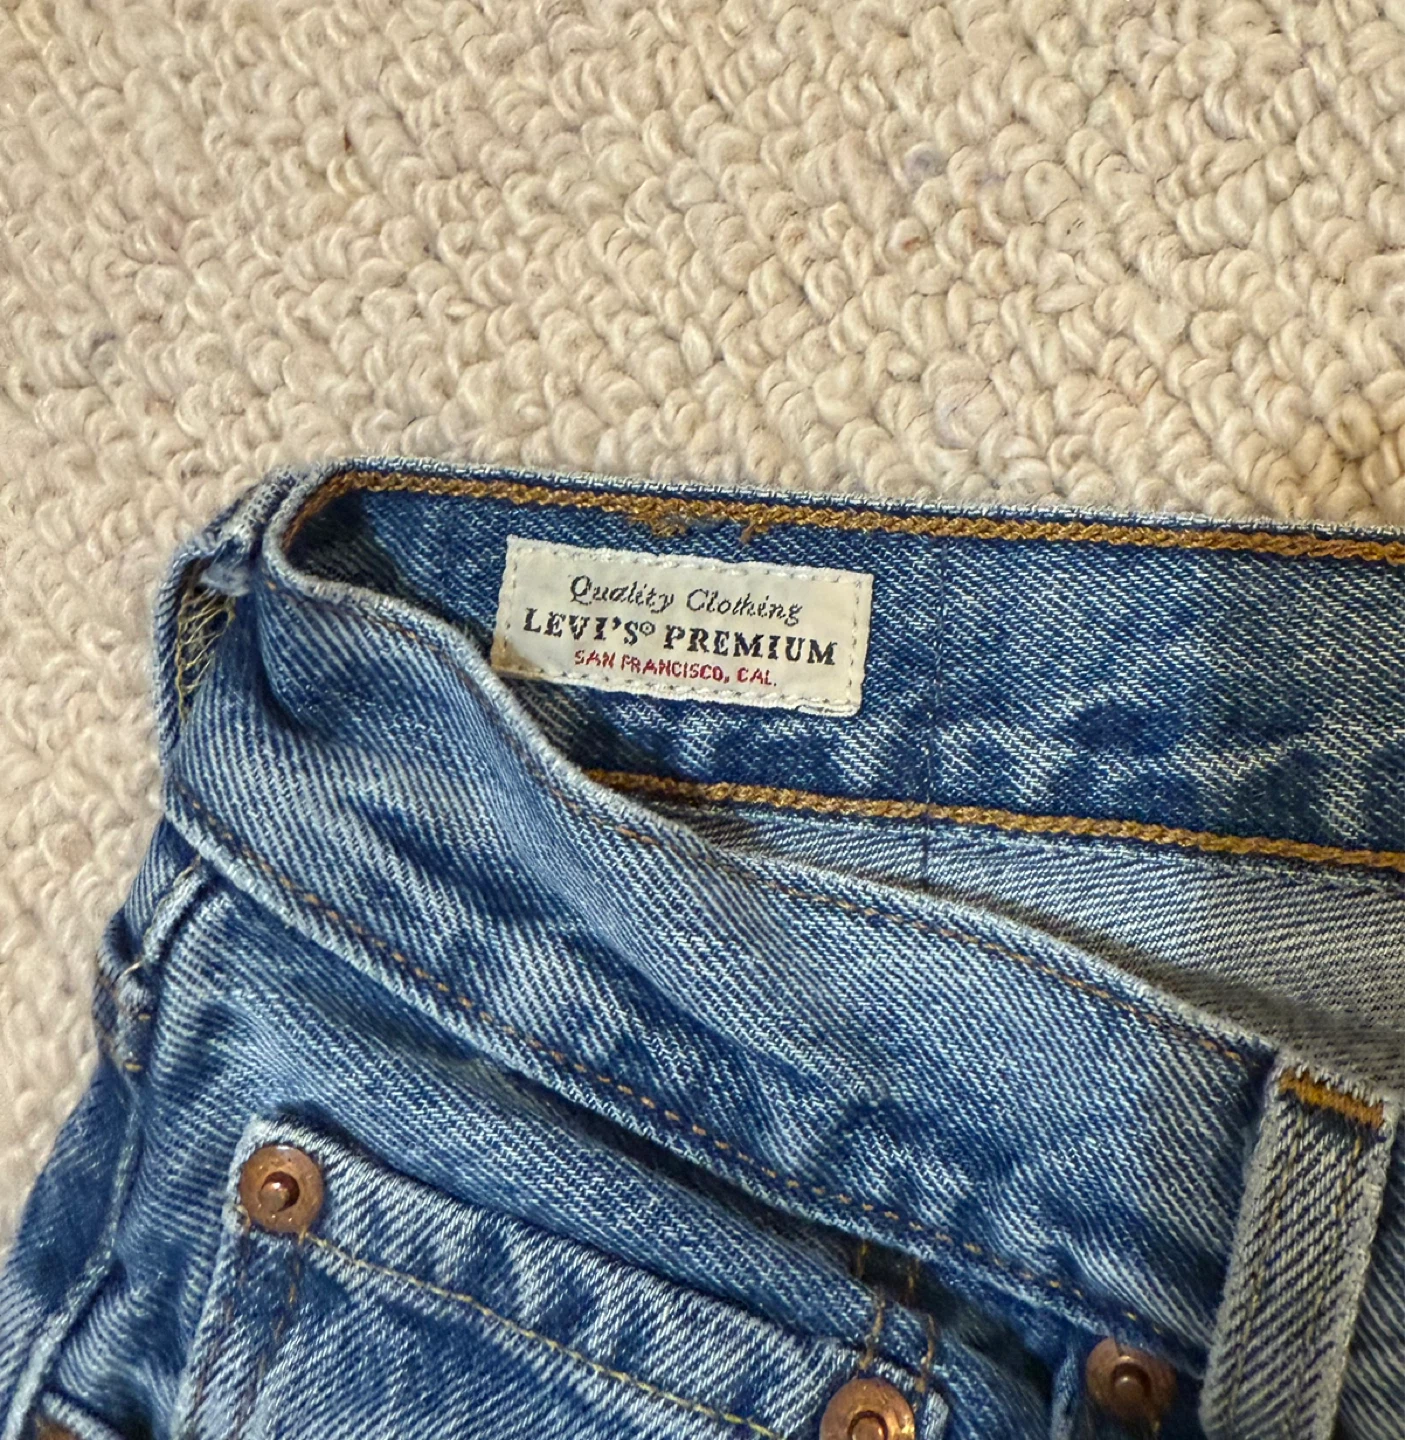 Quality Clothing
LEVI'S® PREMIUM
SAN FRANCISCO, CAL.